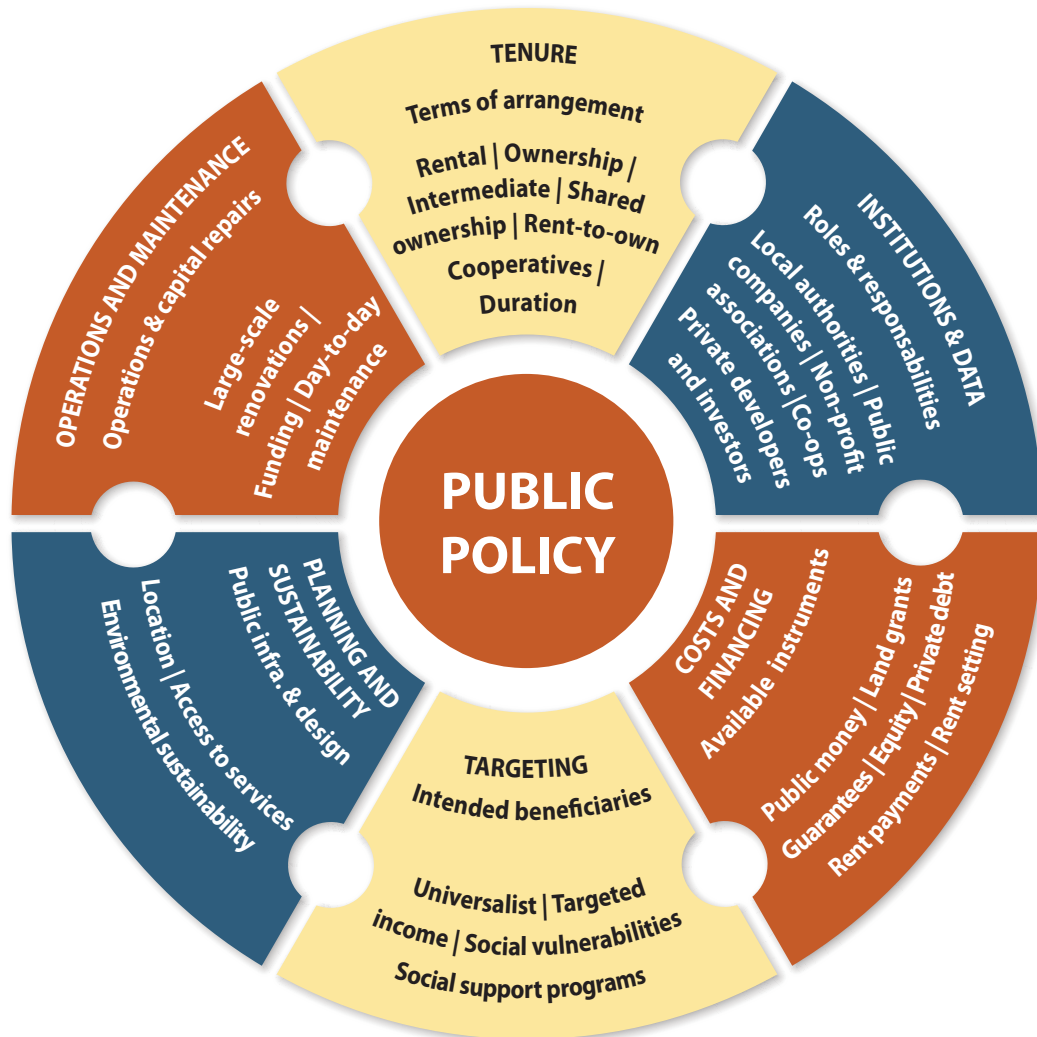 TENURE
Terms of arrangement
Rental | Ownership |
Intermediate | Shared
ownership | Rent-to-own
Cooperatives |
Duration
INSTITUTIONS & DATA
Roles & responsabilities
Local authorities | Public
companies | Non-profit
associations |Co-ops
Private developers
and investors
COSTS AND
FINANCING
Available instruments
Public money | Land grants
Guarantees | Equity | Private debt
Rent payments | Rent setting
TARGETING
Intended beneficiaries
Universalist | Targeted
income | Social vulnerabilities
Social support programs
PLANNING AND
SUSTAINABILITY
Public infra. & design
Location | Access to services
Environmental sustainability
OPERATIONS AND MAINTENANCE
Operations & capital repairs
Large-scale
renovations |
Funding | Day-to-day
maintenance
PUBLIC
POLICY